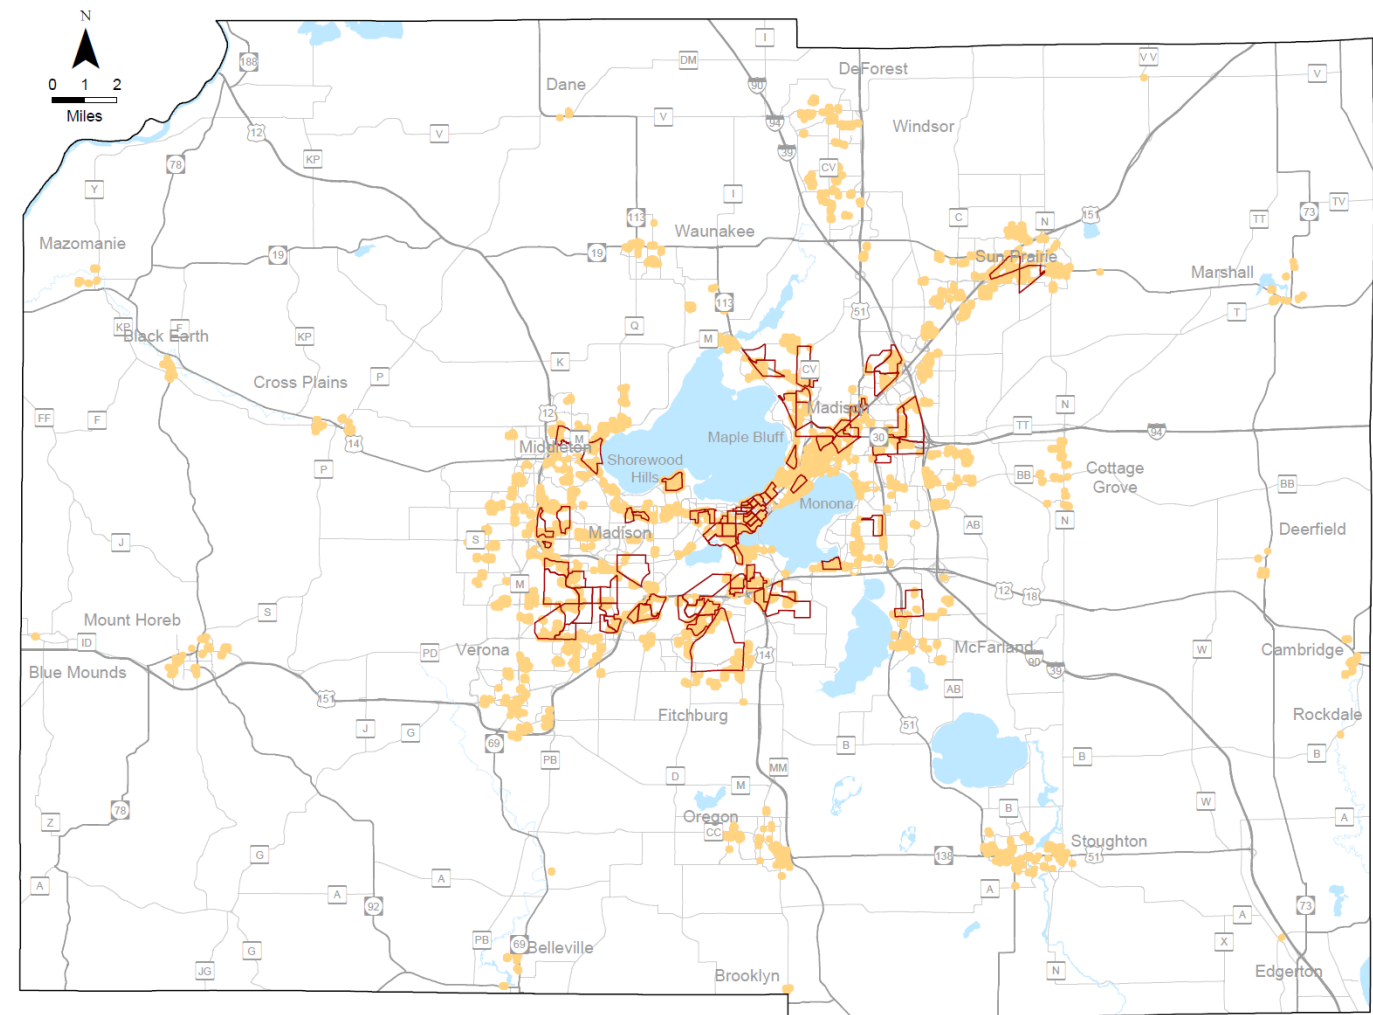 N
0 1 2
Miles
188
I
DM
90
DeForest
V V
V
Dane
94
Windsor
12
V
V
KP
39
78
CV
Y
I
73
TV
113
C
N
151
TT
Mazomanie
Waunakee
19
19
Sun Prairie
Marshall
113
51
T
KP
F
Black Earth
KP
Q
M
K
CV
Cross Plains
P
FF
F
12
Madison
N
14
M
Maple Bluff
30
TT
94
Middleton
Shorewood
Hills
P
BB
Cottage
Grove
BB
Monona
N
AB
Madison
S
Deerfield
J
M
12
18
S
Mount Horeb
ID
PD
Verona
14
McFarland
90
39
W
Cambridge
Blue Mounds
AB
151
Fitchburg
51
Rockdale
J
G
69
B
B
B
PB
MM
D
M
78
B
W
Z
Oregon
CC
A
Stoughton
G
138
51
A
A
A
A
92
73
A
PB
69
Belleville
X
G
JG
Brooklyn
N
Edgerton